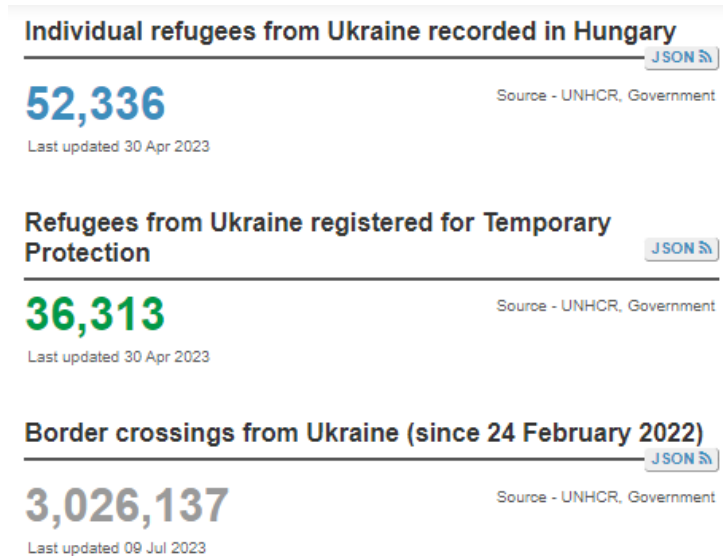 Individual refugees from Ukraine recorded in Hungary
JSON
52,336
Source - UNHCR, Government
Last updated 30 Apr 2023
Refugees from Ukraine registered for Temporary
Protection
JSON
36,313
Source - UNHCR, Government
Last updated 30 Apr 2023
Border crossings from Ukraine (since 24 February 2022)
JSON
3,026,137
Source - UNHCR, Government
Last updated 09 Jul 2023